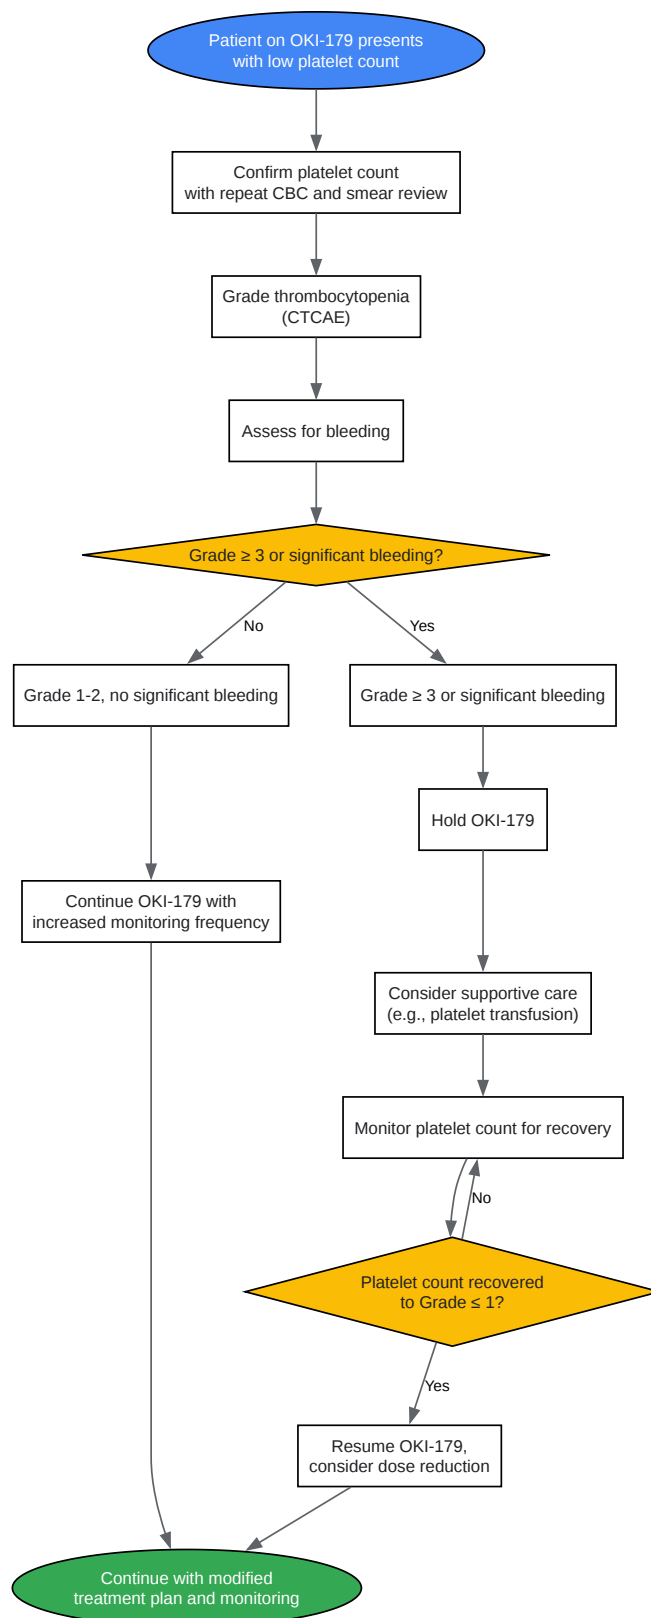 Patient on OKI-179 presents
with low platelet count
Confirm platelet count
with repeat CBC and smear review
Grade thrombocytopenia
(CTCAE)
Assess for bleeding
Grade ≥ 3 or significant bleeding?
No
Yes
Grade 1-2, no significant bleeding
Grade ≥ 3 or significant bleeding
Hold OKI-179
Continue OKI-179 with
increased monitoring frequency
Consider supportive care
(e.g., platelet transfusion)
Monitor platelet count for recovery
No
Platelet count recovered
to Grade ≤ 1?
Yes
Resume OKI-179,
consider dose reduction
Continue with modified
treatment plan and monitoring